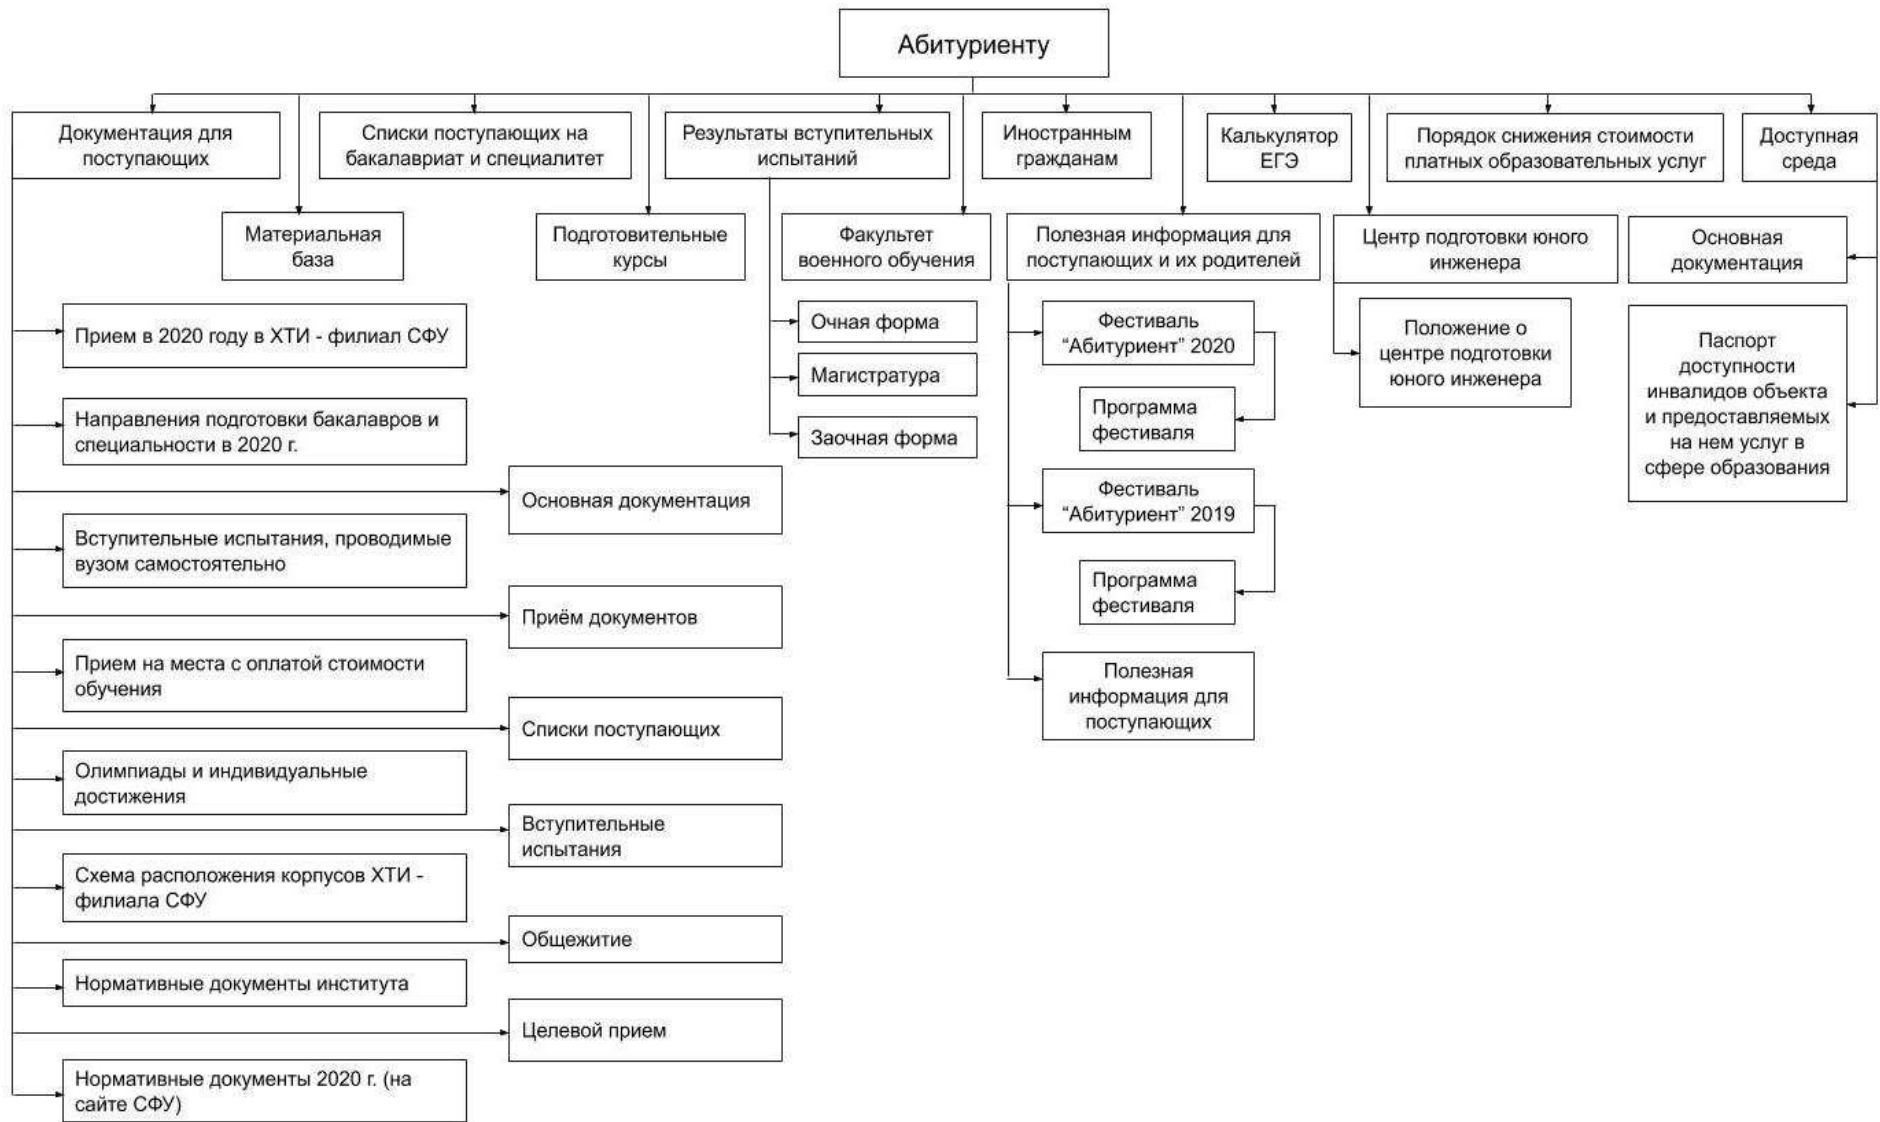 Абитуриенту
Документация для
поступающих
Списки поступающих на
бакалавриат и специалитет
Результаты вступительных
испытаний
Иностранным
гражданам
Калькулятор
ЕГЭ
Порядок снижения стоимости
платных образовательных услуг
Доступная
среда
Материальная
база
Подготовительные
курсы
Факультет
военного обучения
Полезная информация для
поступающих и их родителей
Центр подготовки юного
инженера
Основная
документация
Прием в 2020 году в ХТИ - филиал СФУ
Направления подготовки бакалавров и
специальности в 2020 г.
Основная документация
Вступительные испытания, проводимые
вузом самостоятельно
Приём документов
Прием на места с оплатой стоимости
обучения
Списки поступающих
Олимпиады и индивидуальные
достижения
Вступительные
испытания
Схема расположения корпусов ХТИ -
филиала СФУ
Общежитие
Нормативные документы института
Целевой прием
Нормативные документы 2020 г. (на
сайте СФУ)
Очная форма
Магистратура
Заочная форма
Фестиваль
“Абитуриент” 2020
Программа
фестиваля
Фестиваль
“Абитуриент” 2019
Программа
фестиваля
Полезная
информация для
поступающих
Положение о
центре подготовки
юного инженера
Паспорт
доступности
инвалидов объекта
и предоставляемых
на нем услуг в
сфере образования